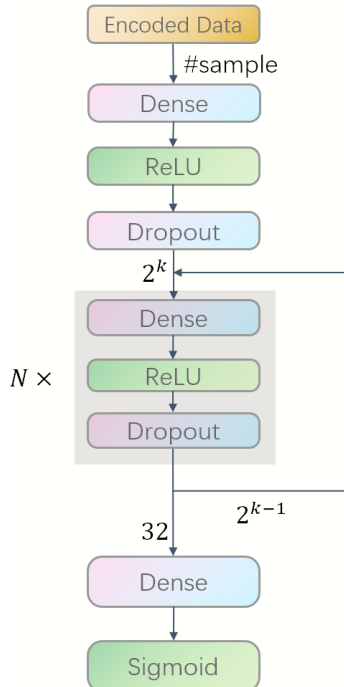 Encoded Data
#sample
Dense
ReLU
Dropout
2^k
Dense
N × ReLU
Dropout
2^{k-1}
32
Dense
Sigmoid